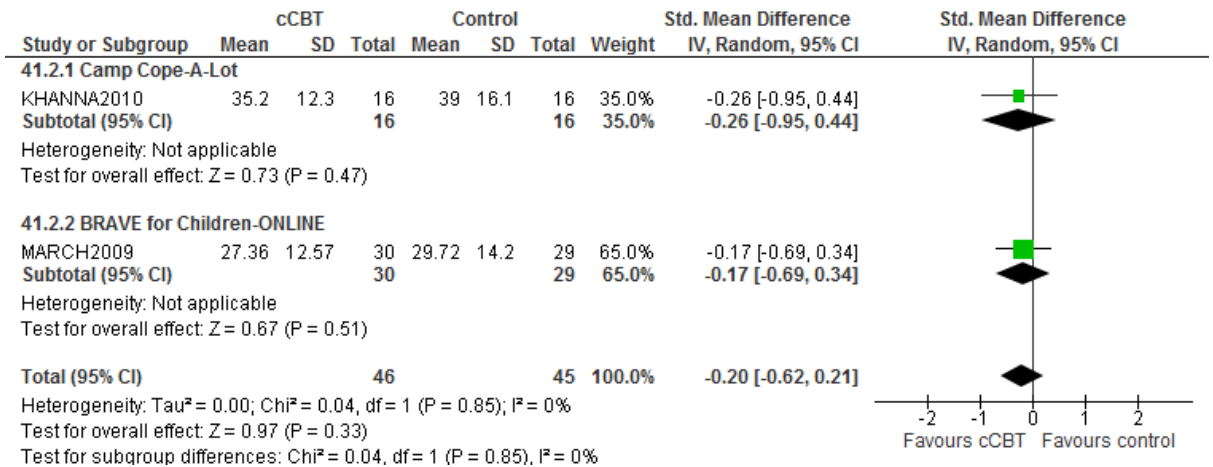 cCBT Control Std. Mean Difference Std. Mean Difference
Study or Subgroup Mean SD Total Mean SD Total Weight IV, Random, 95% CI IV, Random, 95% CI
41.2.1 Camp Cope-A-Lot
KHANNA2010 35.2 12.3 16 39 16.1 16 35.0% -0.26 [-0.95, 0.44]
Subtotal (95% CI) 16 16 35.0% -0.26 [-0.95, 0.44]
Heterogeneity: Not applicable
Test for overall effect: Z = 0.73 (P = 0.47)
41.2.2 BRAVE for Children-ONLINE
MARCH2009 27.36 12.57 30 29.72 14.2 29 65.0% -0.17 [-0.69, 0.34]
Subtotal (95% CI) 30 29 65.0% -0.17 [-0.69, 0.34]
Heterogeneity: Not applicable
Test for overall effect: Z = 0.67 (P = 0.51)
Total (95% CI) 46 45 100.0% -0.20 [-0.62, 0.21]
Heterogeneity: Tau² = 0.00; Chi² = 0.04, df = 1 (P = 0.85); I² = 0%
Test for overall effect: Z = 0.97 (P = 0.33)
Test for subgroup differences: Chi² = 0.04, df = 1 (P = 0.85), I² = 0%
-2 -1 0 1 2
Favours cCBT Favours control